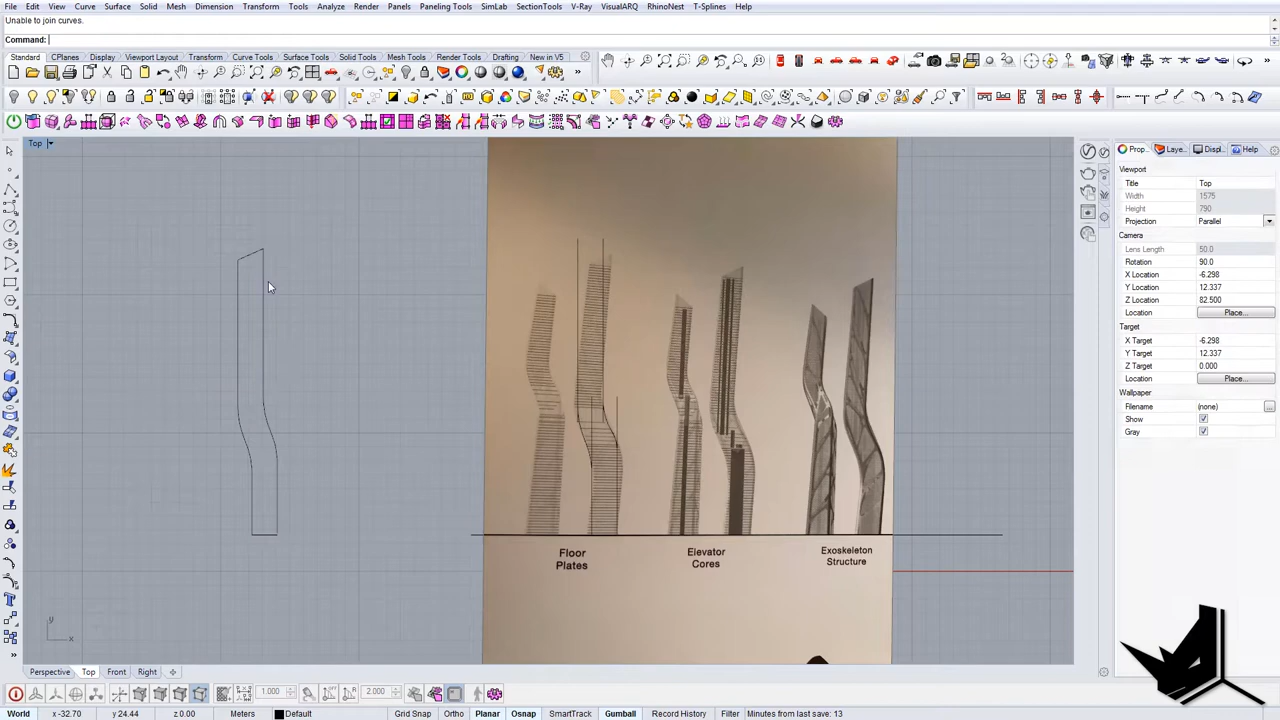 File Edit View Curve Surface Solid Mesh Dimension Transform Tools Analyze Render Panels Paneling Tools SimLab SectionTools V-Ray VisualARQ RhinoNest T-Splines Help
Unable to join curves.
Command:
Standard CPlanes Display Viewport Layout Transform Curve Tools Surface Tools Solid Tools Mesh Tools Render Tools Drafting New in V5
Top
Prop... Laye... Displ... Help
Viewport
Title Top
Width 1575
Height 790
Projection Parallel
Camera
Lens Length 50.0
Rotation 90.0
X Location -6.298
Y Location 12.337
Z Location 82.500
Location Place...
Target
X Target -6.298
Y Target 12.337
Z Target 0.000
Location Place...
Wallpaper
Filename (none)
Show
Gray
Floor Plates
Elevator Cores
Exoskeleton Structure
y
x
Perspective Top Front Right
1.000 2.000
World x -32.70 y 24.44 z 0.00 Meters Default Grid Snap Ortho Planar Osnap SmartTrack Gumball Record History Filter Minutes from last save: 13